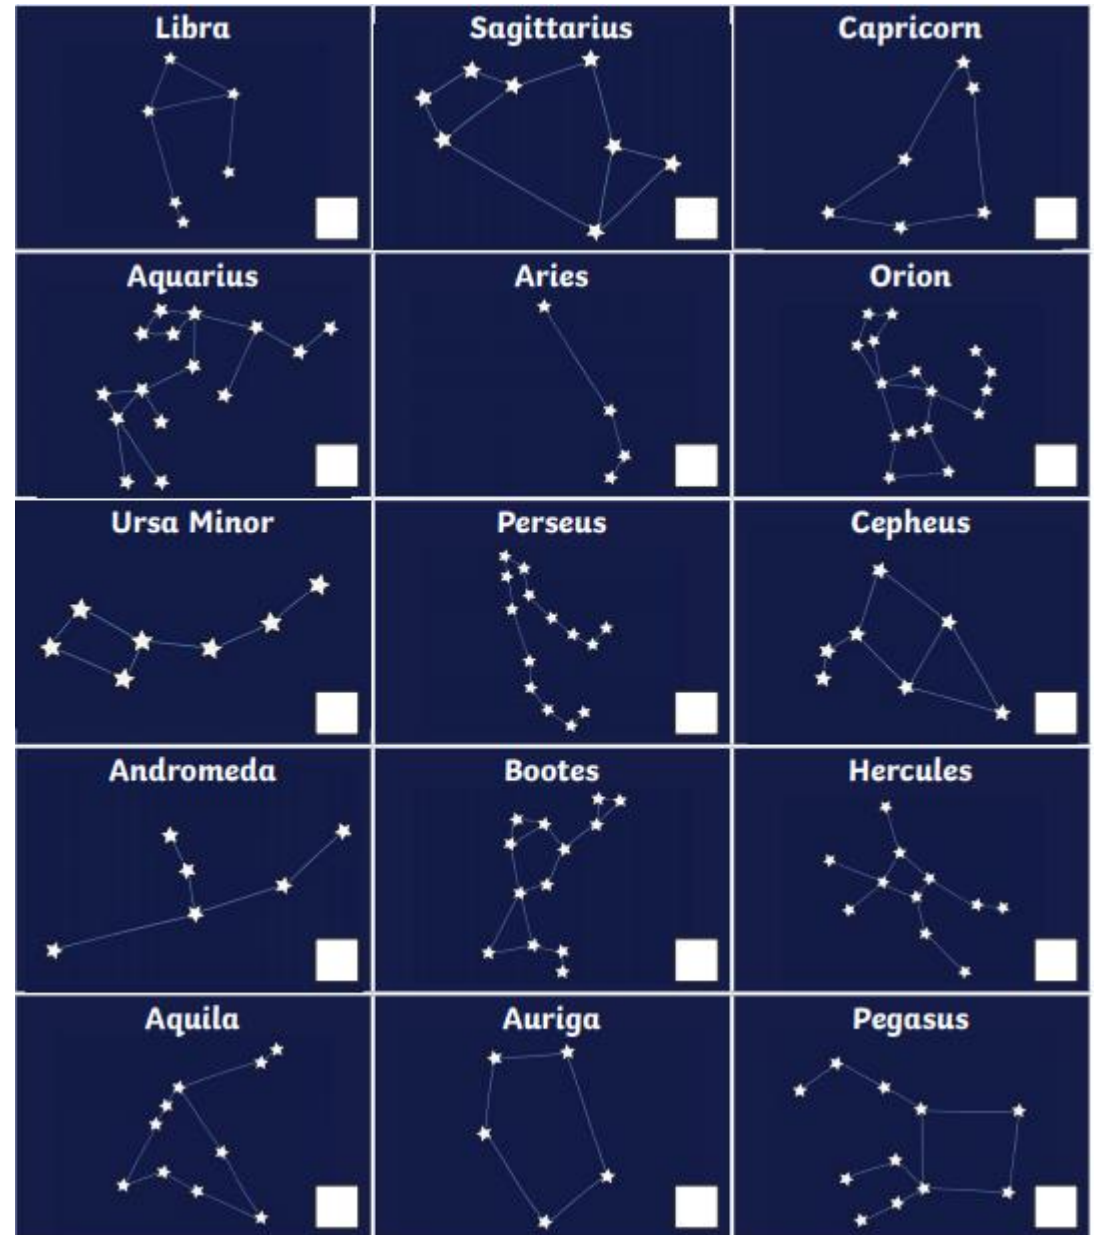 Libra
Sagittarius
Capricorn
Aquarius
Aries
Orion
Ursa Minor
Perseus
Cepheus
Andromeda
Bootes
Hercules
Aquila
Auriga
Pegasus